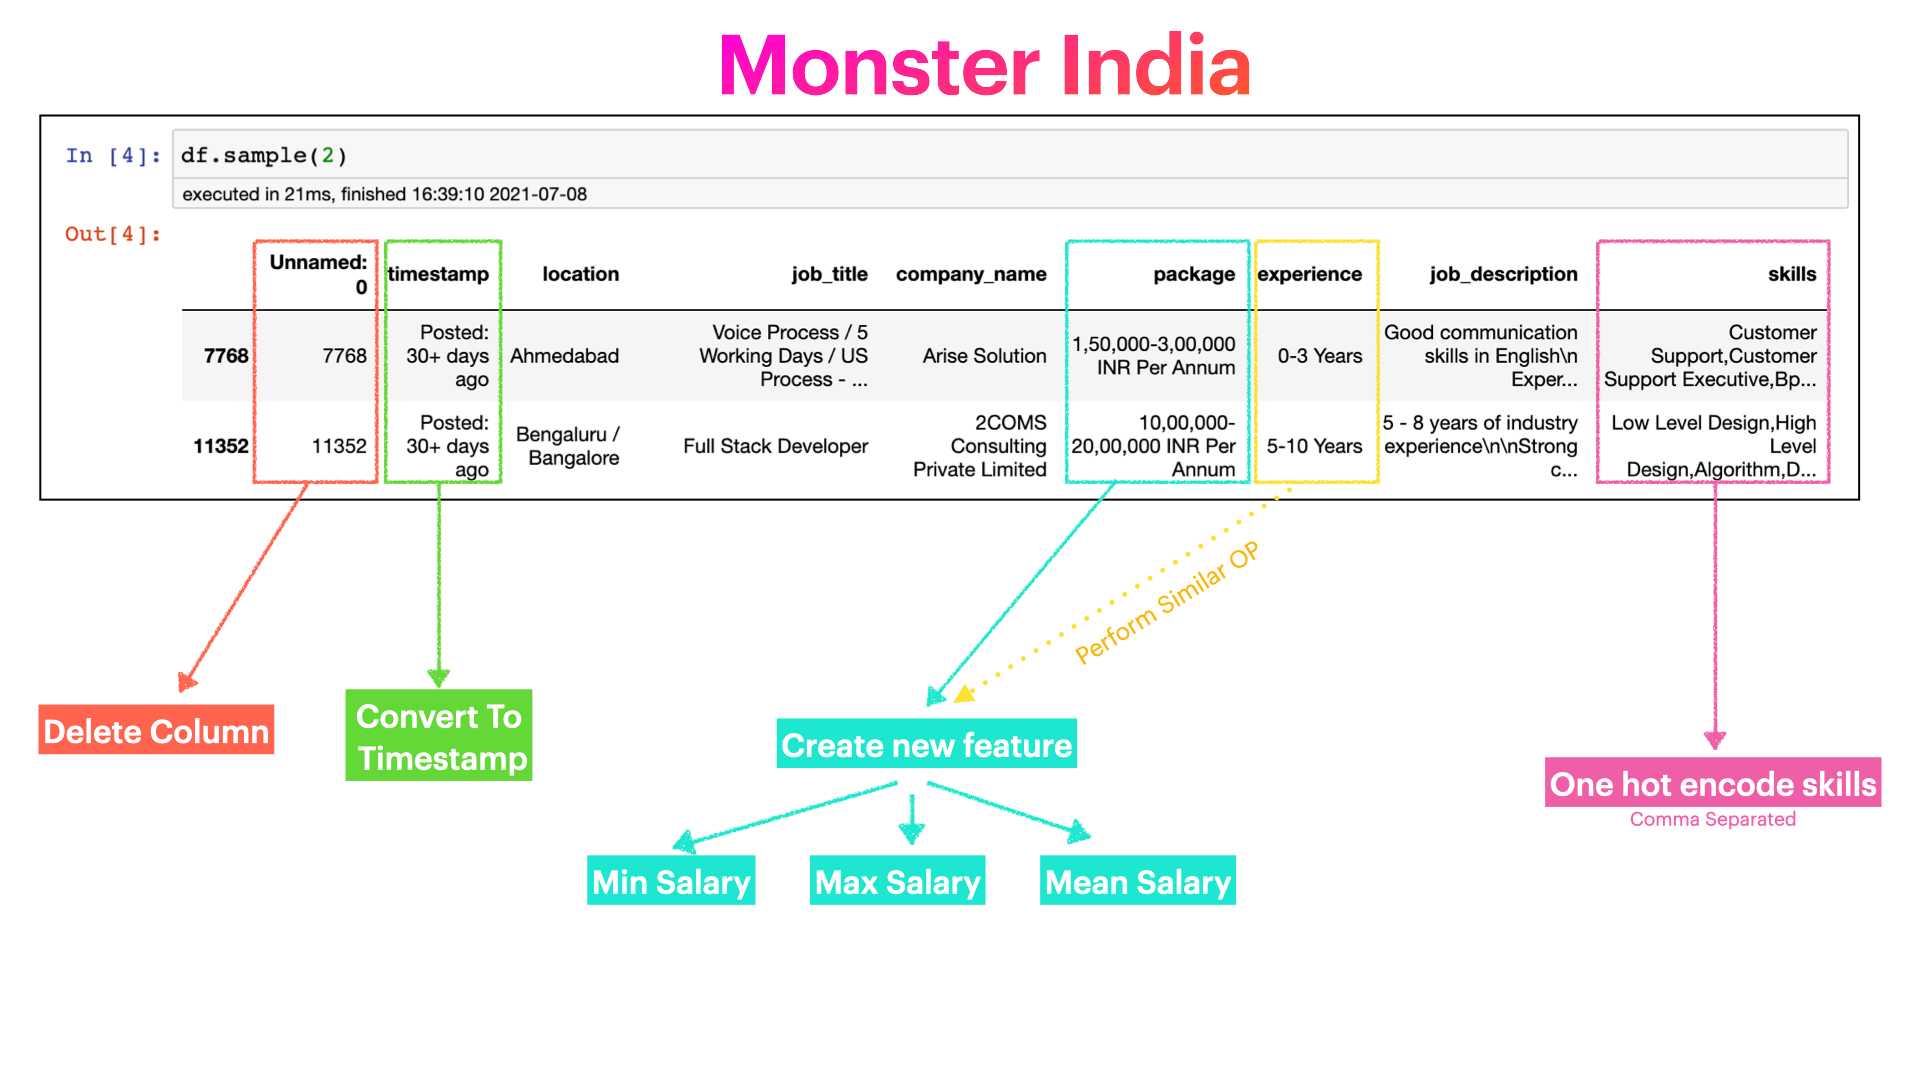 Monster India
In [4]: df.sample(2)
executed in 21ms, finished 16:39:10 2021-07-08
Out[4]:
Unnamed: 0 timestamp location job_title company_name package experience job_description skills
7768 7768 Posted: 30+ days ago Ahmedabad Voice Process / 5 Working Days / US Process - ... Arise Solution 1,50,000-3,00,000 INR Per Annum 0-3 Years Good communication skills in English\n Exper... Customer Support,Customer Support Executive,Bp...
11352 11352 Posted: 30+ days ago Bengaluru / Bangalore Full Stack Developer 2COMS Consulting Private Limited 10,00,000-20,00,000 INR Per Annum 5-10 Years 5 - 8 years of industry experience\n\nStrong c... Low Level Design,High Level Design,Algorithm,D...
Perform Similar OP
Delete Column
Convert To
Timestamp
Create new feature
One hot encode skills
Comma Separated
Min Salary
Max Salary
Mean Salary